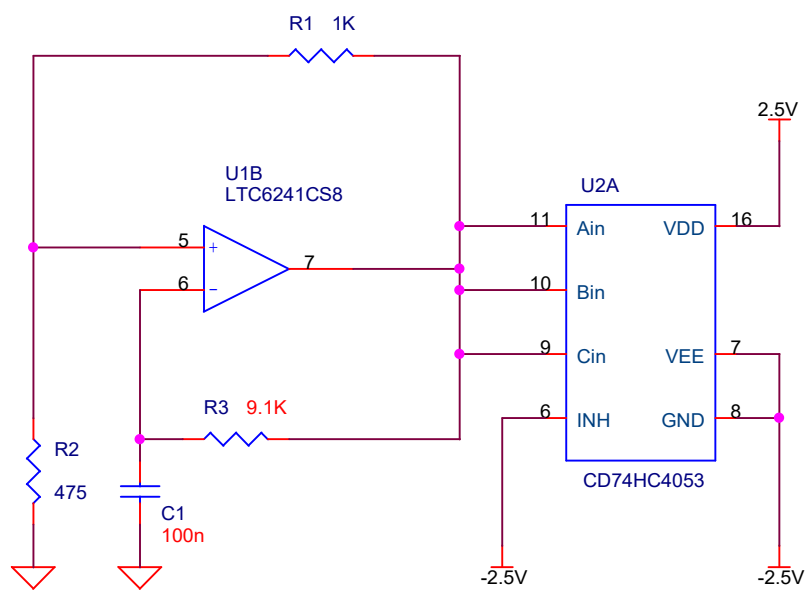 R1 1K
2.5V
U1B
LTC6241CS8
U2A
11 Ain VDD 16
5 +
7
6 −
10 Bin
9 Cin VEE 7
R3 9.1K
6 INH GND 8
R2
475
CD74HC4053
C1
100n
-2.5V
-2.5V